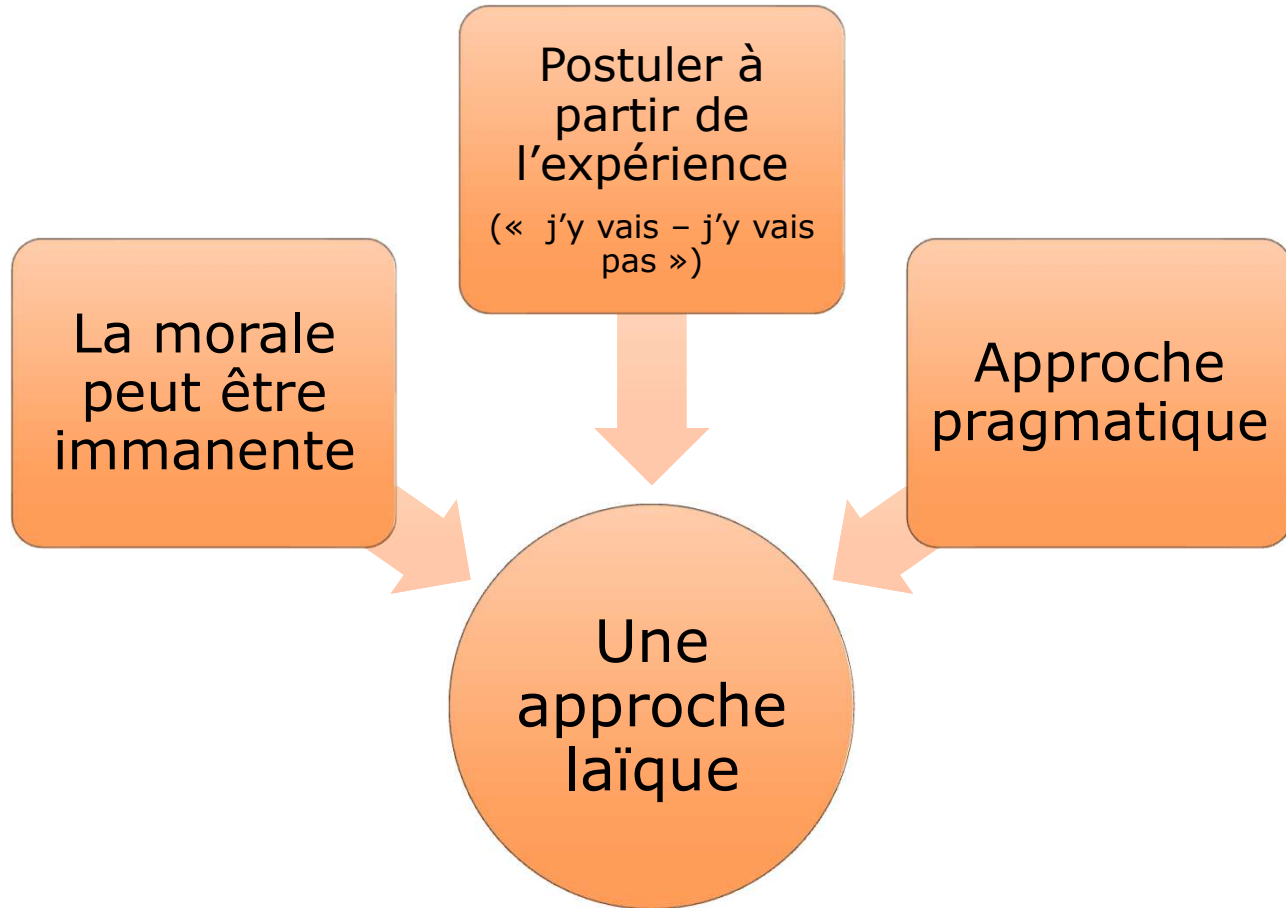 Postuler à
partir de
l’expérience
(«  j’y vais – j’y vais
pas »)
La morale
peut être
immanente
Approche
pragmatique
Une
approche
laïque